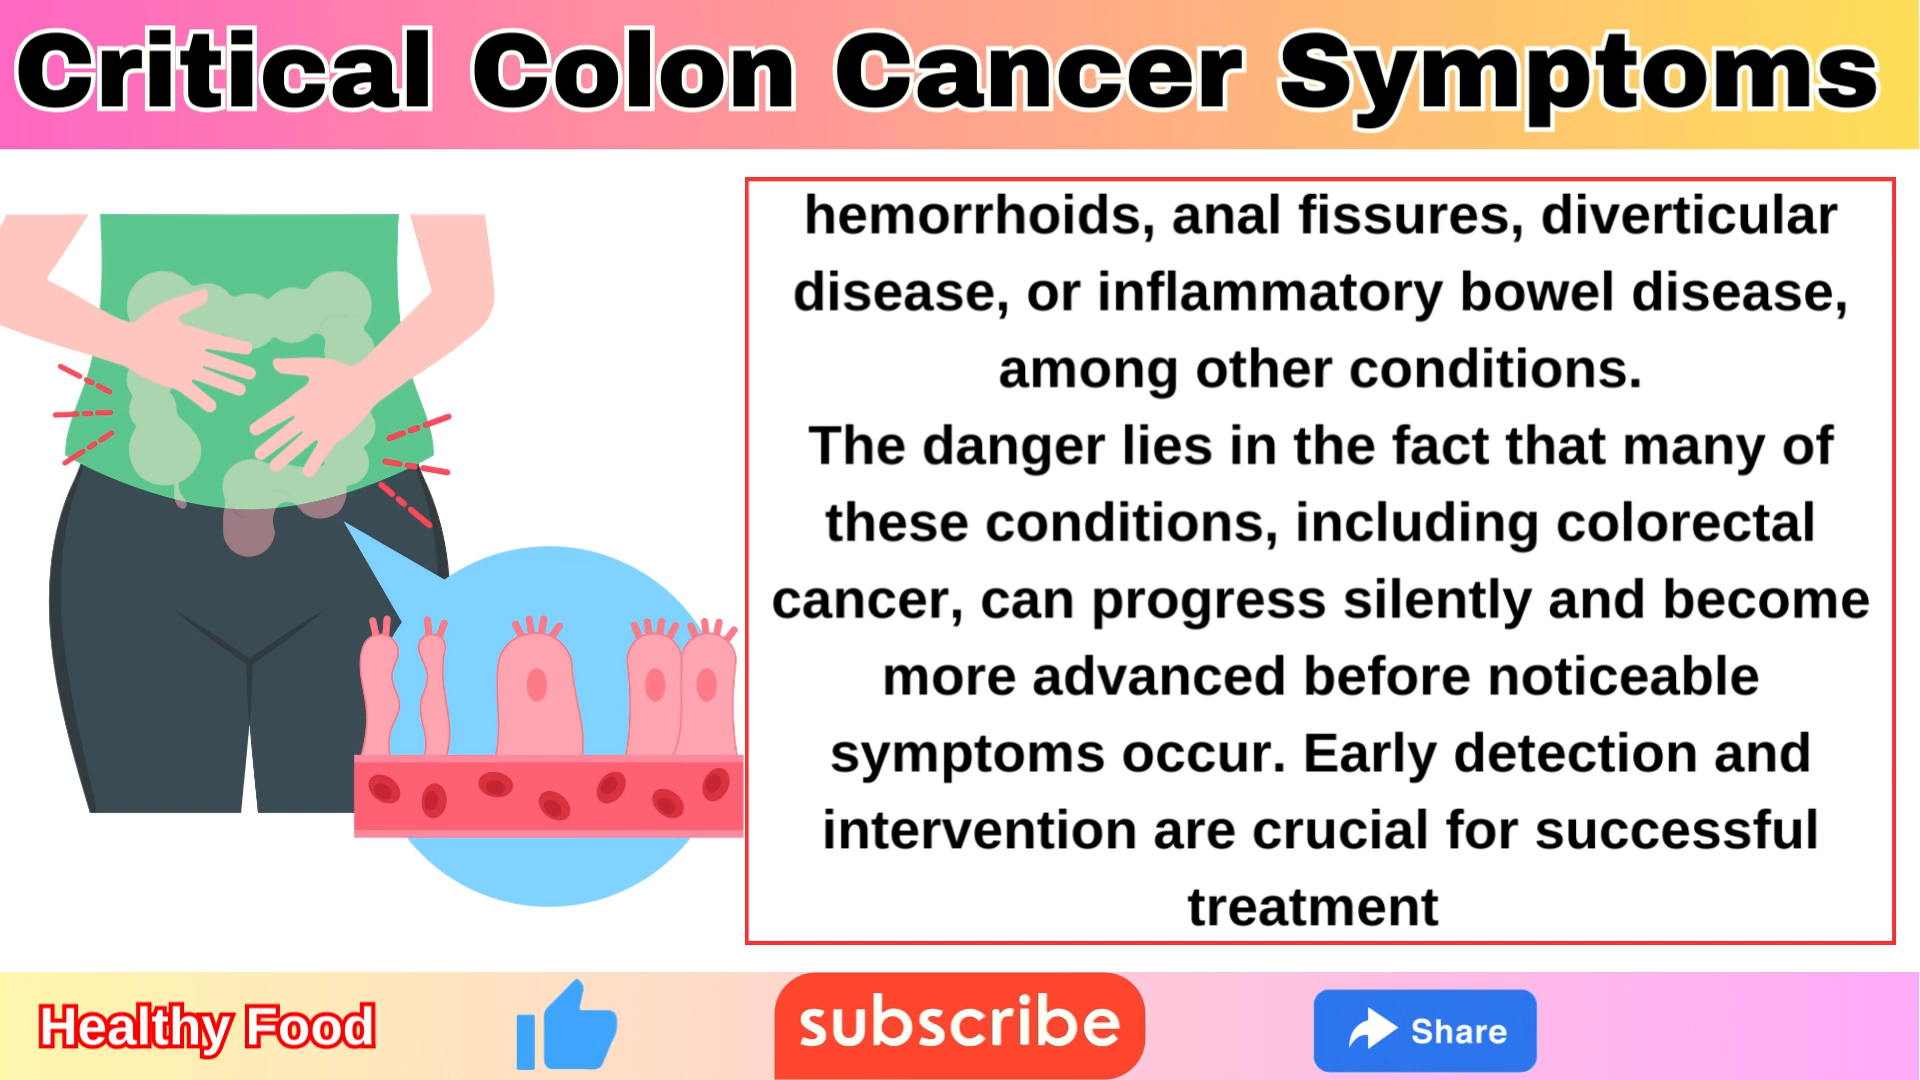 Critical Colon Cancer Symptoms
hemorrhoids, anal fissures, diverticular
disease, or inflammatory bowel disease,
among other conditions.
The danger lies in the fact that many of
these conditions, including colorectal
cancer, can progress silently and become
more advanced before noticeable
symptoms occur. Early detection and
intervention are crucial for successful
treatment
Healthy Food
subscribe
Share